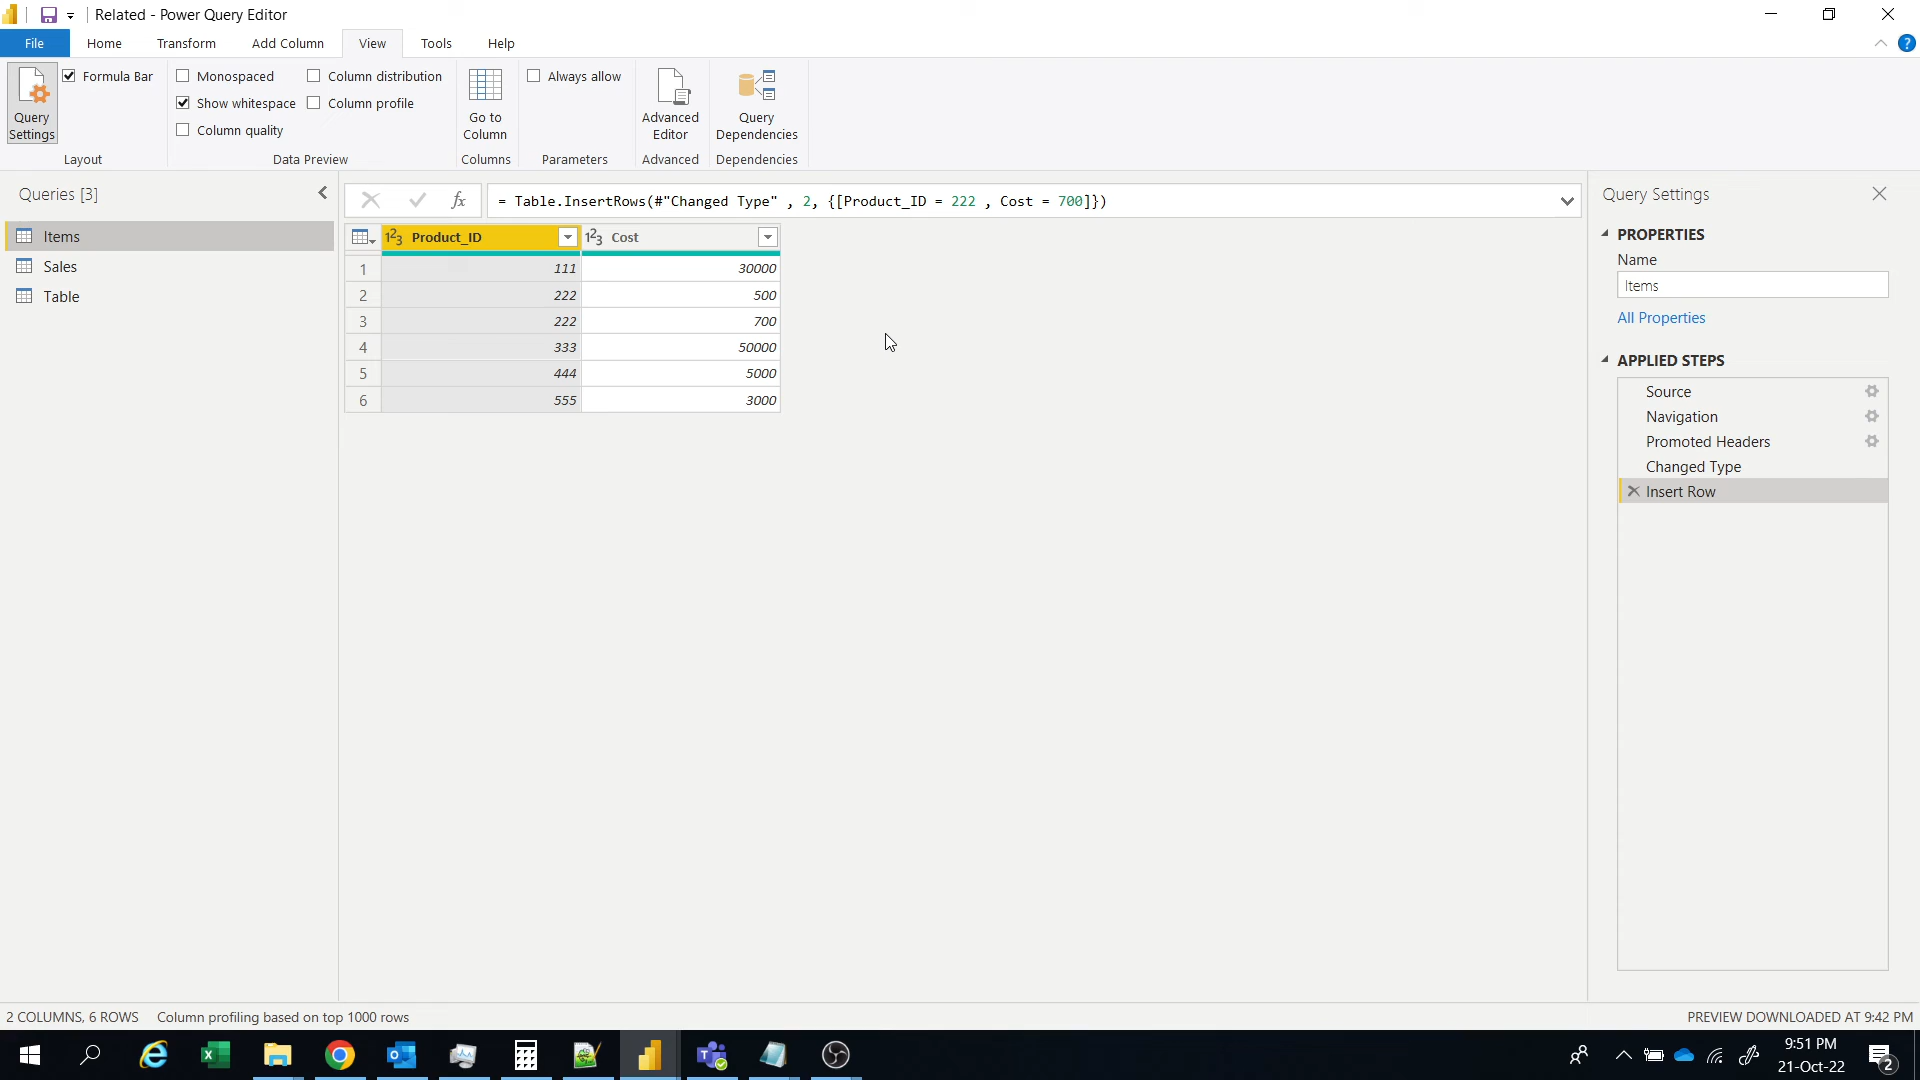 Related - Power Query Editor
File Home Transform Add Column View Tools Help
Query Settings
Formula Bar
Layout
Monospaced
Show whitespace
Column quality
Column distribution
Column profile
Data Preview
Go to Column
Columns
Always allow
Parameters
Advanced Editor
Advanced
Query Dependencies
Dependencies
Queries [3]
Items
Sales
Table
fx = Table.InsertRows(#"Changed Type" , 2, {[Product_ID = 222 , Cost = 700]})
123 Product_ID 123 Cost
1 111 30000
2 222 500
3 222 700
4 333 50000
5 444 5000
6 555 3000
Query Settings
PROPERTIES
Name
Items
All Properties
APPLIED STEPS
Source
Navigation
Promoted Headers
Changed Type
Insert Row
2 COLUMNS, 6 ROWS Column profiling based on top 1000 rows
PREVIEW DOWNLOADED AT 9:42 PM
9:51 PM
21-Oct-22
2